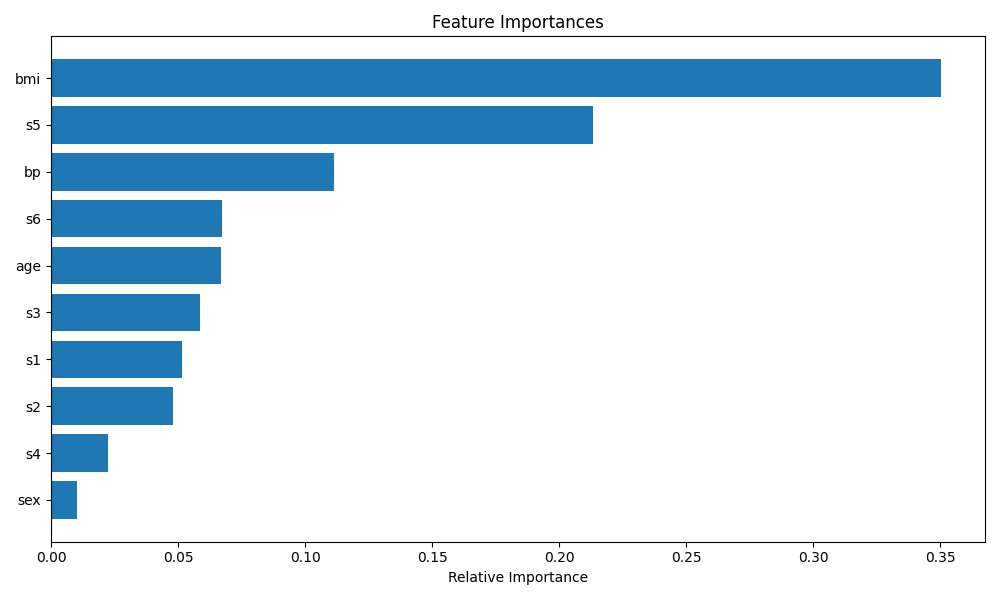 Feature Importances
bmi
s5
bp
s6
age
s3
s1
s2
s4
sex
0.00 0.05 0.10 0.15 0.20 0.25 0.30 0.35
Relative Importance